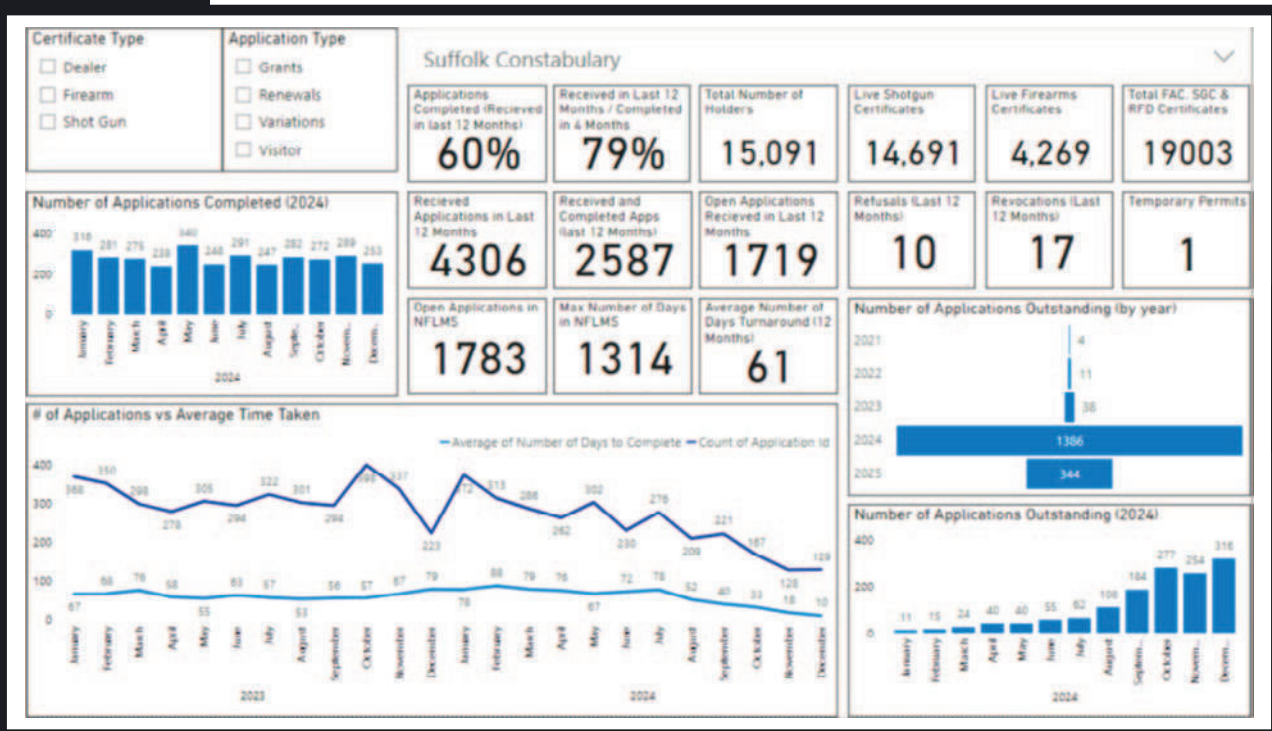 Certificate Type
Dealer
Firearm
Shot Gun
Application Type
Grants
Renewals
Variations
Visitor
Suffolk Constabulary
Applications
Completed (Recieved
in last 12 Months)
60%
Received in Last 12
Months / Completed
in 4 Months
79%
Total Number of
Holders
15,091
Live Shotgun
Certificates
14,691
Live Firearms
Certificates
4,269
Total FAC, SGC &
RFD Certificates
19003
Number of Applications Completed (2024)
400
200
0
316 281 275 238 340 246 291 247 282 272 289 253
January February March April May June July August Septe... October Novem... Decem...
2024
Recieved
Applications in Last
12 Months
4306
Received and
Completed Apps
(last 12 Months)
2587
Open Applications
Recieved in Last 12
Months
1719
Refusals (Last 12
Months)
10
Revocations (Last
12 Months)
17
Temporary Permits
1
Open Applications in
NFLMS
1783
Max Number of Days
in NFLMS
1314
Average Number of
Days Turnaround (12
Months)
61
Number of Applications Outstanding (by year)
2021 4
2022 11
2023 38
2024 1386
2025 344
# of Applications vs Average Time Taken
Average of Number of Days to Complete Count of Application Id
400
300
200
100
0
368 350 298 278 305 294 322 301 294 398 337 223 372 313 286 262 302 230 276 209 221 167 128 129
67 68 76 58 55 63 57 53 56 57 67 79 78 88 79 76 67 72 78 52 40 33 18 10
January February March April May June July August September October November December January February March April May June July August September October November December
2023 2024
Number of Applications Outstanding (2024)
400
200
0
11 15 24 40 40 55 62 108 184 277 254 316
January February March April May June July August Septem... October Novem... Decem...
2024